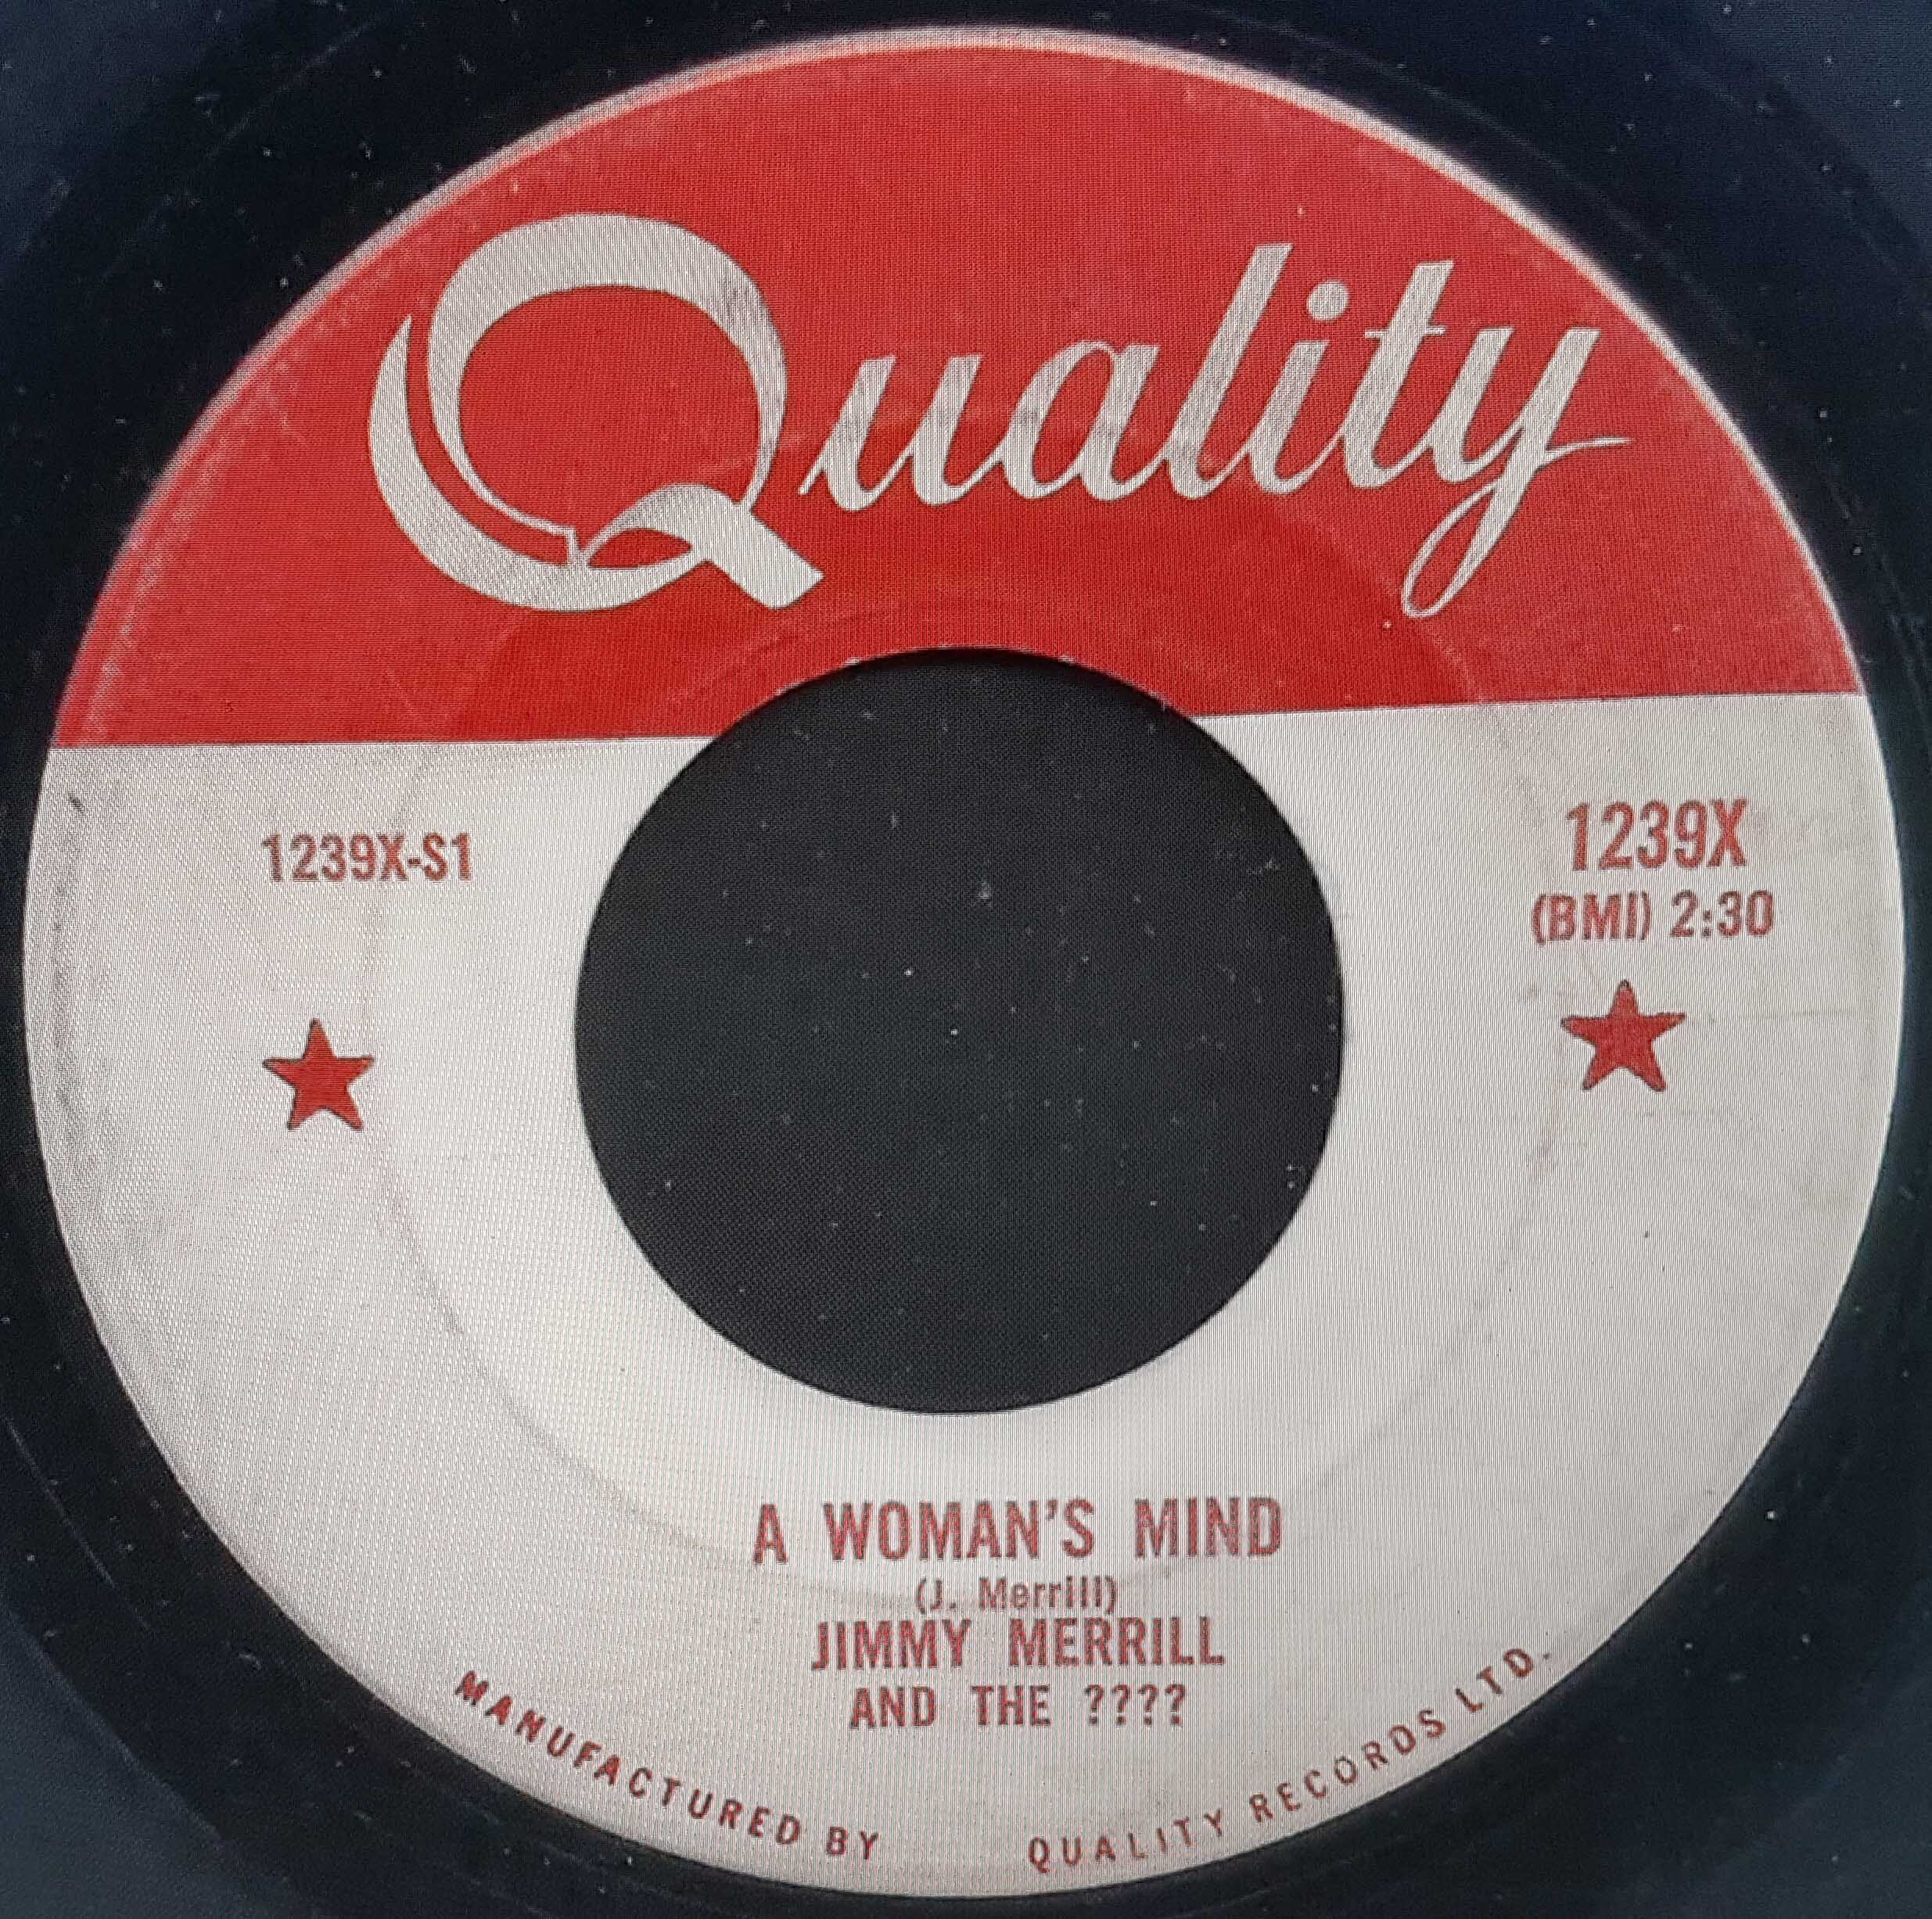 Quality
1239X-S1
1239X
(BMI) 2:30
A WOMAN'S MIND
(J. Merrill)
JIMMY MERRILL
AND THE ????
MANUFACTURED BY QUALITY RECORDS LTD.